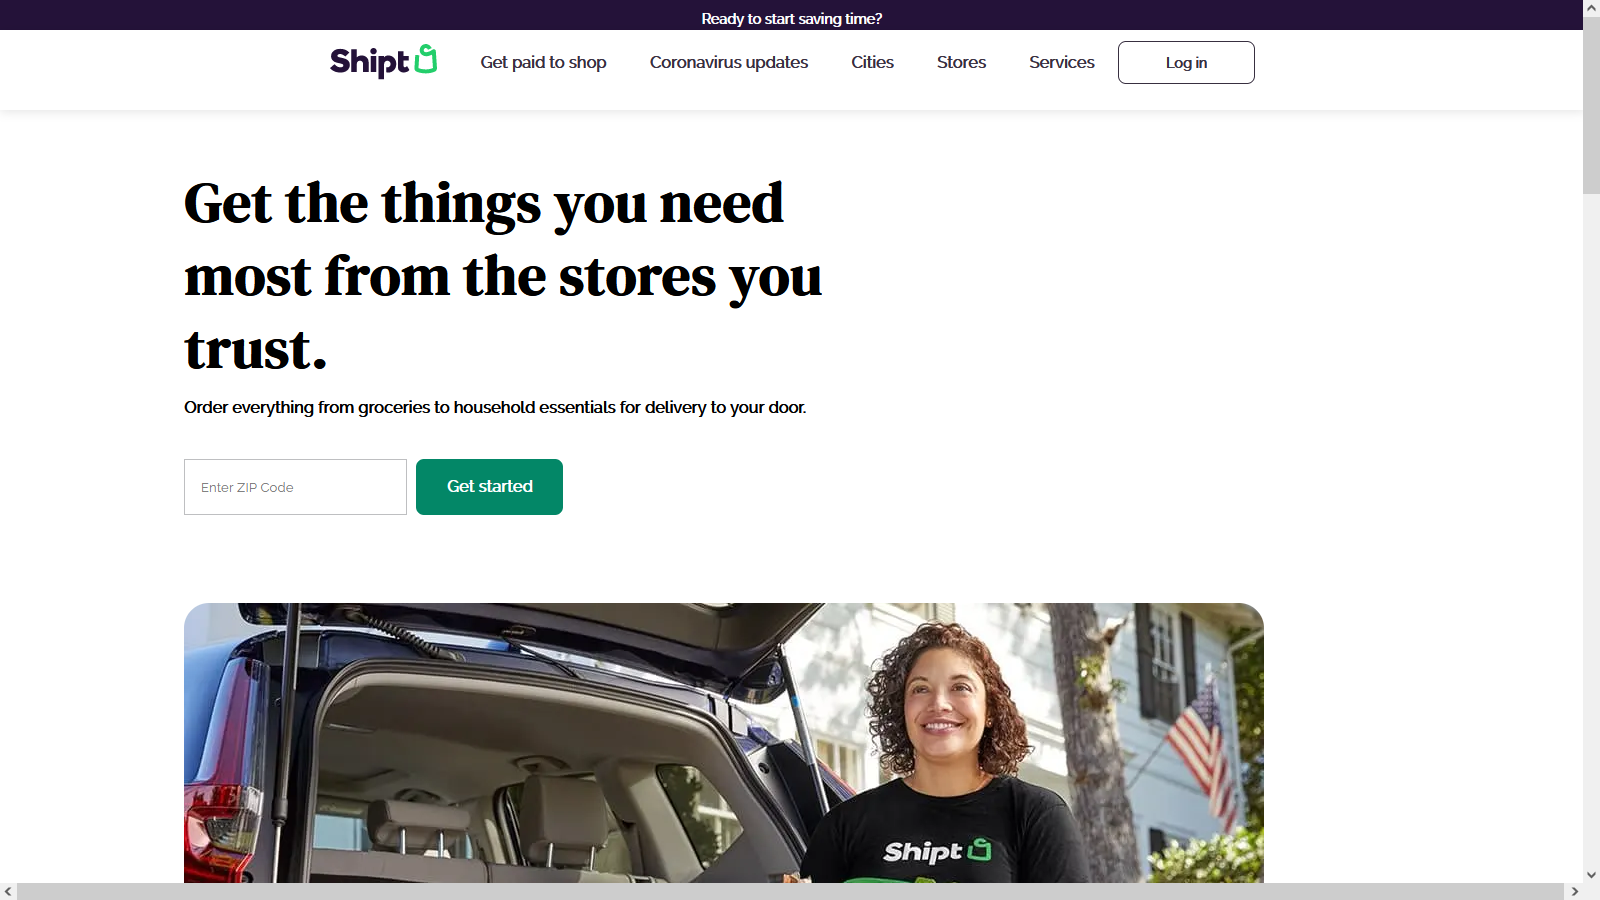 Ready to start saving time?
Shipt
Get paid to shop
Coronavirus updates
Cities
Stores
Services
Log in
Get the things you need
most from the stores you
trust.
Order everything from groceries to household essentials for delivery to your door.
Enter ZIP Code
Get started
Shipt